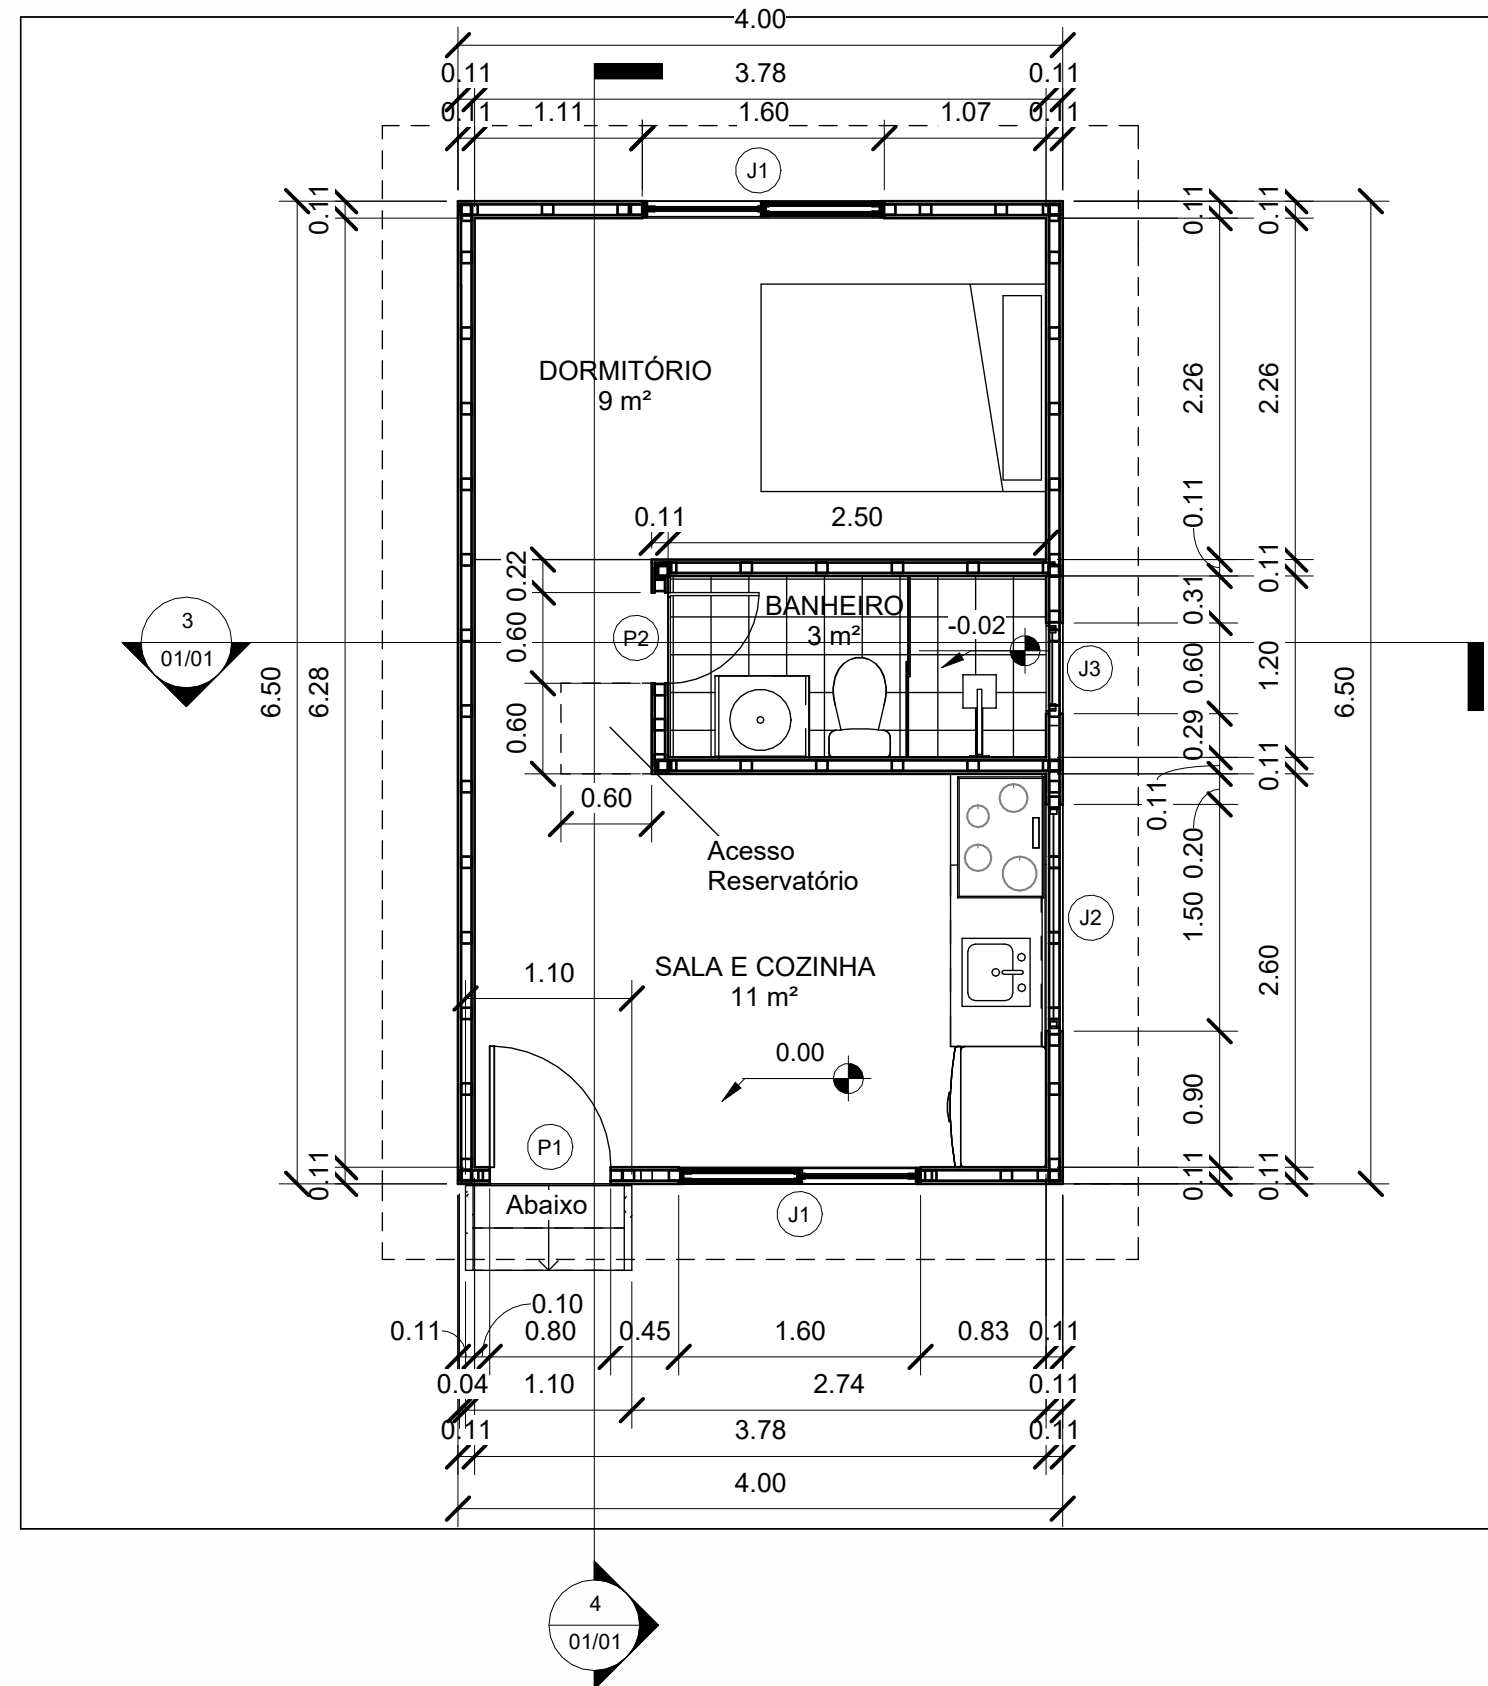 4.00
0.11 3.78 0.11
0.11 1.11 1.60 1.07 0.11
J1
0.11 0.11 0.11
DORMITÓRIO
9 m²
2.26 2.26
0.11 2.50 0.11
0.22 0.11
BANHEIRO
3 m²
-0.02
0.31
3
01/01
P2
0.60
J3
0.60 1.20
6.50 6.28
6.50
0.60 0.29
0.11
0.60
0.11
Acesso
Reservatório
0.20
J2
1.50
SALA E COZINHA
11 m²
1.10
2.60
0.00
0.90
P1
0.11 0.11 0.11
Abaixo
J1
0.10
0.11 0.80 0.45 1.60 0.83 0.11
0.04 1.10 2.74 0.11
0.11 3.78 0.11
4.00
4
01/01